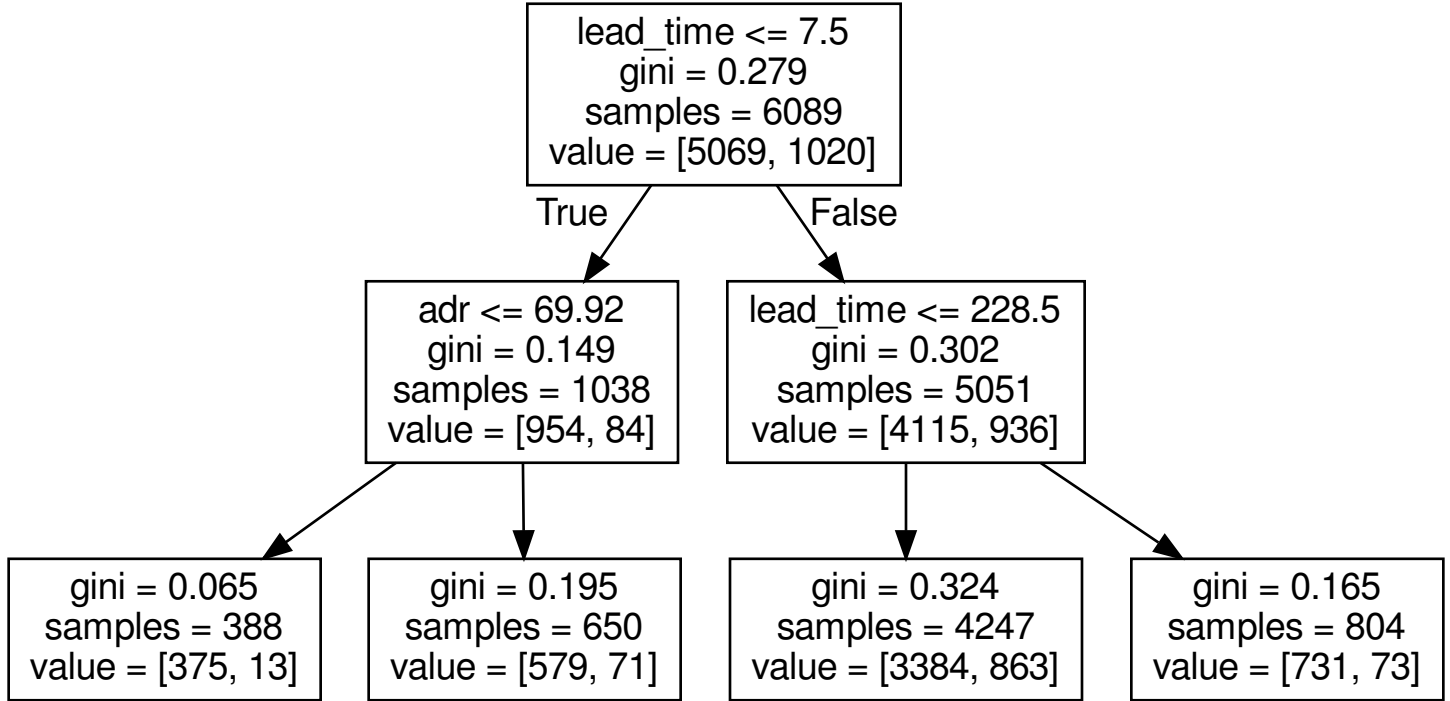 lead_time <= 7.5
gini = 0.279
samples = 6089
value = [5069, 1020]
True
False
adr <= 69.92
gini = 0.149
samples = 1038
value = [954, 84]
lead_time <= 228.5
gini = 0.302
samples = 5051
value = [4115, 936]
gini = 0.065
samples = 388
value = [375, 13]
gini = 0.195
samples = 650
value = [579, 71]
gini = 0.324
samples = 4247
value = [3384, 863]
gini = 0.165
samples = 804
value = [731, 73]